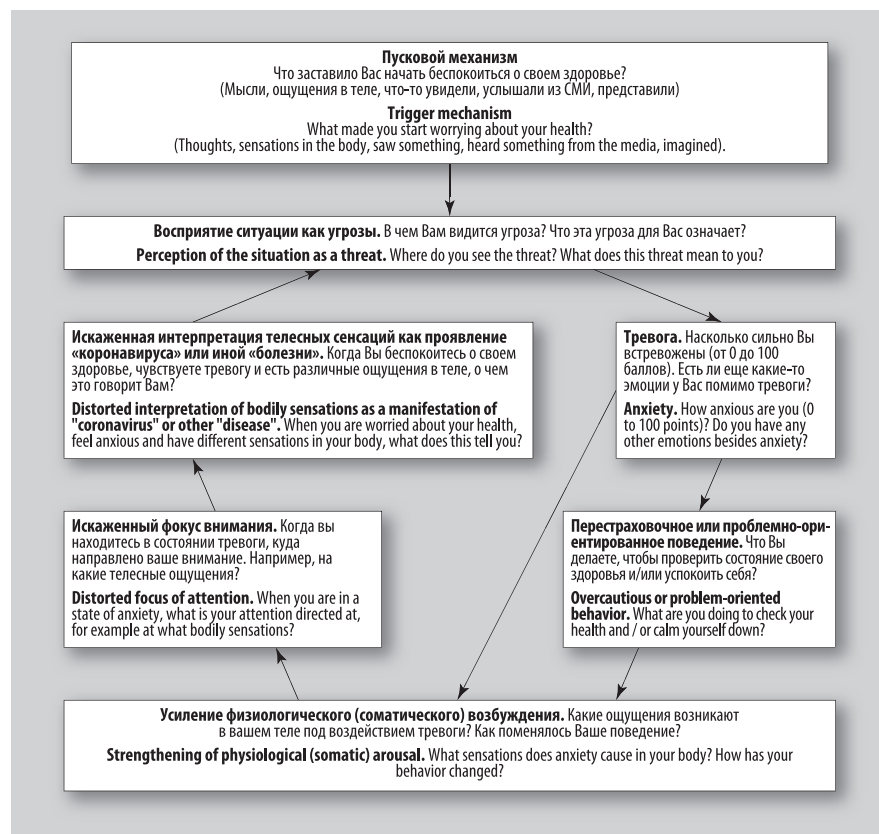 Пусковой механизм
Что заставило Вас начать беспокоиться о своем здоровье?
(Мысли, ощущения в теле, что-то увидели, услышали из СМИ, представили)
Trigger mechanism
What made you start worrying about your health?
(Thoughts, sensations in the body, saw something, heard something from the media, imagined).
Восприятие ситуации как угрозы. В чем Вам видится угроза? Что эта угроза для Вас означает?
Perception of the situation as a threat. Where do you see the threat? What does this threat mean to you?
Искаженная интерпретация телесных сенсаций как проявление
«коронавируса» или иной «болезни». Когда Вы беспокоитесь о своем
здоровье, чувствуете тревогу и есть различные ощущения в теле, о чем
это говорит Вам?
Distorted interpretation of bodily sensations as a manifestation of
"coronavirus" or other "disease". When you are worried about your health,
feel anxious and have different sensations in your body, what does this tell you?
Тревога. Насколько сильно Вы
встревожены (от 0 до 100
баллов). Есть ли еще какие-то
эмоции у Вас помимо тревоги?
Anxiety. How anxious are you (0
to 100 points)? Do you have any
other emotions besides anxiety?
Искаженный фокус внимания. Когда вы
находитесь в состоянии тревоги, куда
направлено ваше внимание. Например, на
какие телесные ощущения?
Distorted focus of attention. When you are in a
state of anxiety, what is your attention directed at,
for example at what bodily sensations?
Перестраховочное или проблемно-ори-
ентированное поведение. Что Вы
делаете, чтобы проверить состояние своего
здоровья и/или успокоить себя?
Overcautious or problem-oriented
behavior. What are you doing to check your
health and / or calm yourself down?
Усиление физиологического (соматического) возбуждения. Какие ощущения возникают
в вашем теле под воздействием тревоги? Как поменялось Ваше поведение?
Strengthening of physiological (somatic) arousal. What sensations does anxiety cause in your body? How has your
behavior changed?